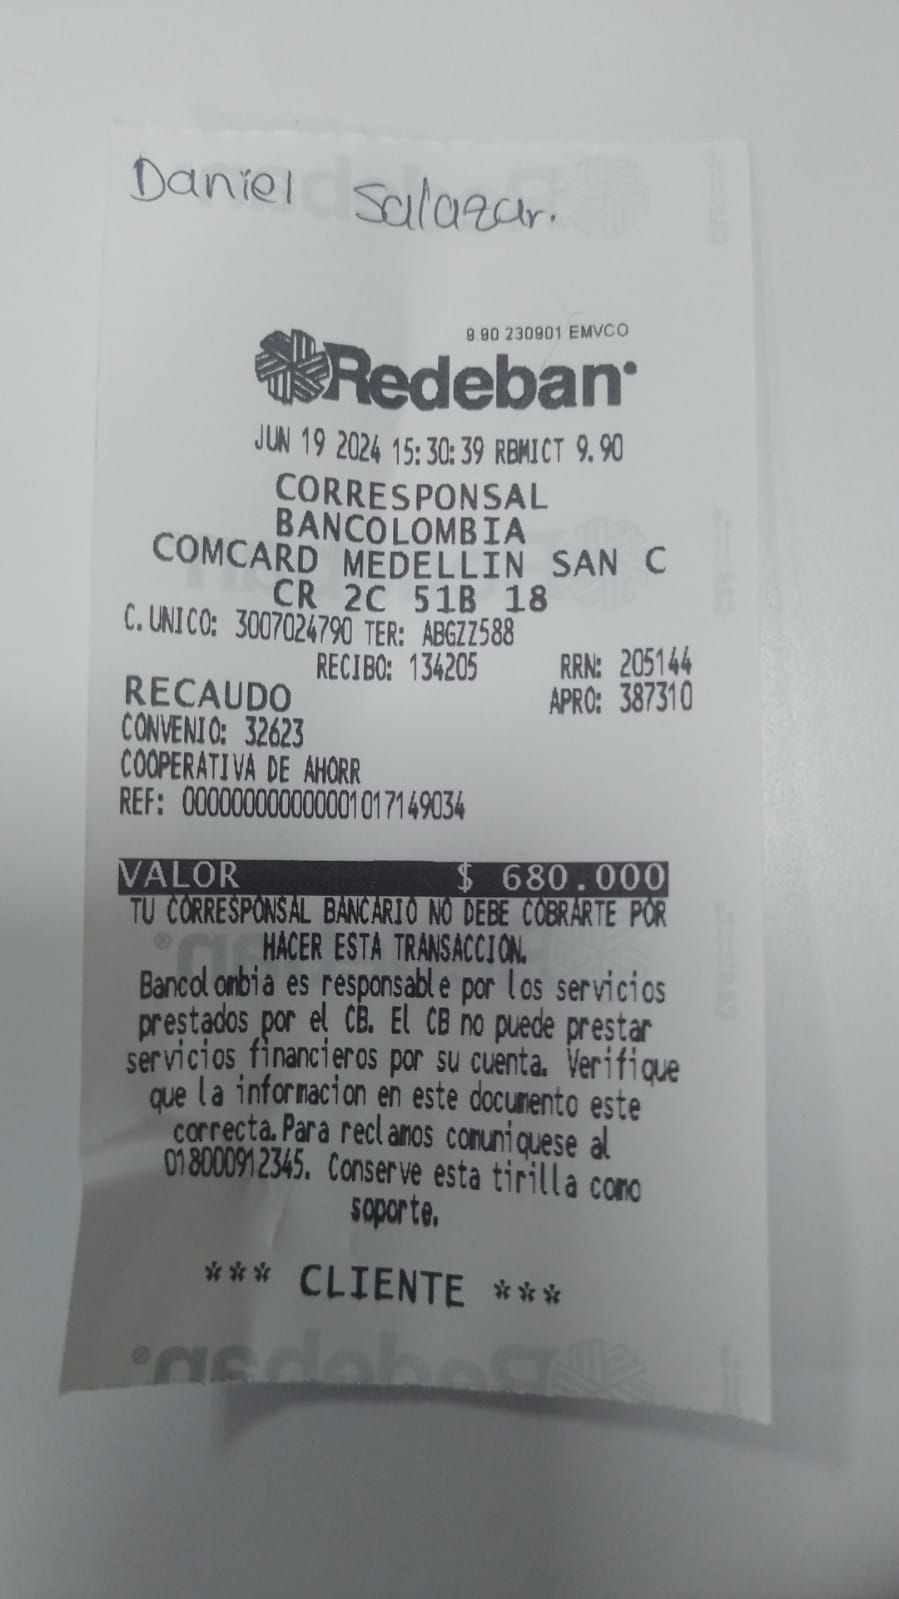 Daniel Salazar.
9.90 230901 EMVCO
Redeban
JUN 19 2024 15:30:39 RBMICT 9.90
CORRESPONSAL
BANCOLOMBIA
COMCARD MEDELLIN SAN C
CR 2C 51B 18
C. UNICO: 3007024790 TER: ABGZZ588
RECIBO: 134205 RRN: 205144
RECAUDO APRO: 387310
CONVENIO: 32623
COOPERATIVA DE AHORR
REF: 00000000000001017149034
VALOR $ 680.000
TU CORRESPONSAL BANCARIO NO DEBE COBRARTE POR
HACER ESTA TRANSACCION.
Bancolombia es responsable por los servicios
prestados por el CB. El CB no puede prestar
servicios financieros por su cuenta. Verifique
que la informacion en este documento este
correcta. Para reclamos comuniquese al
018000912345. Conserve esta tirilla como
soporte.
*** CLIENTE ***